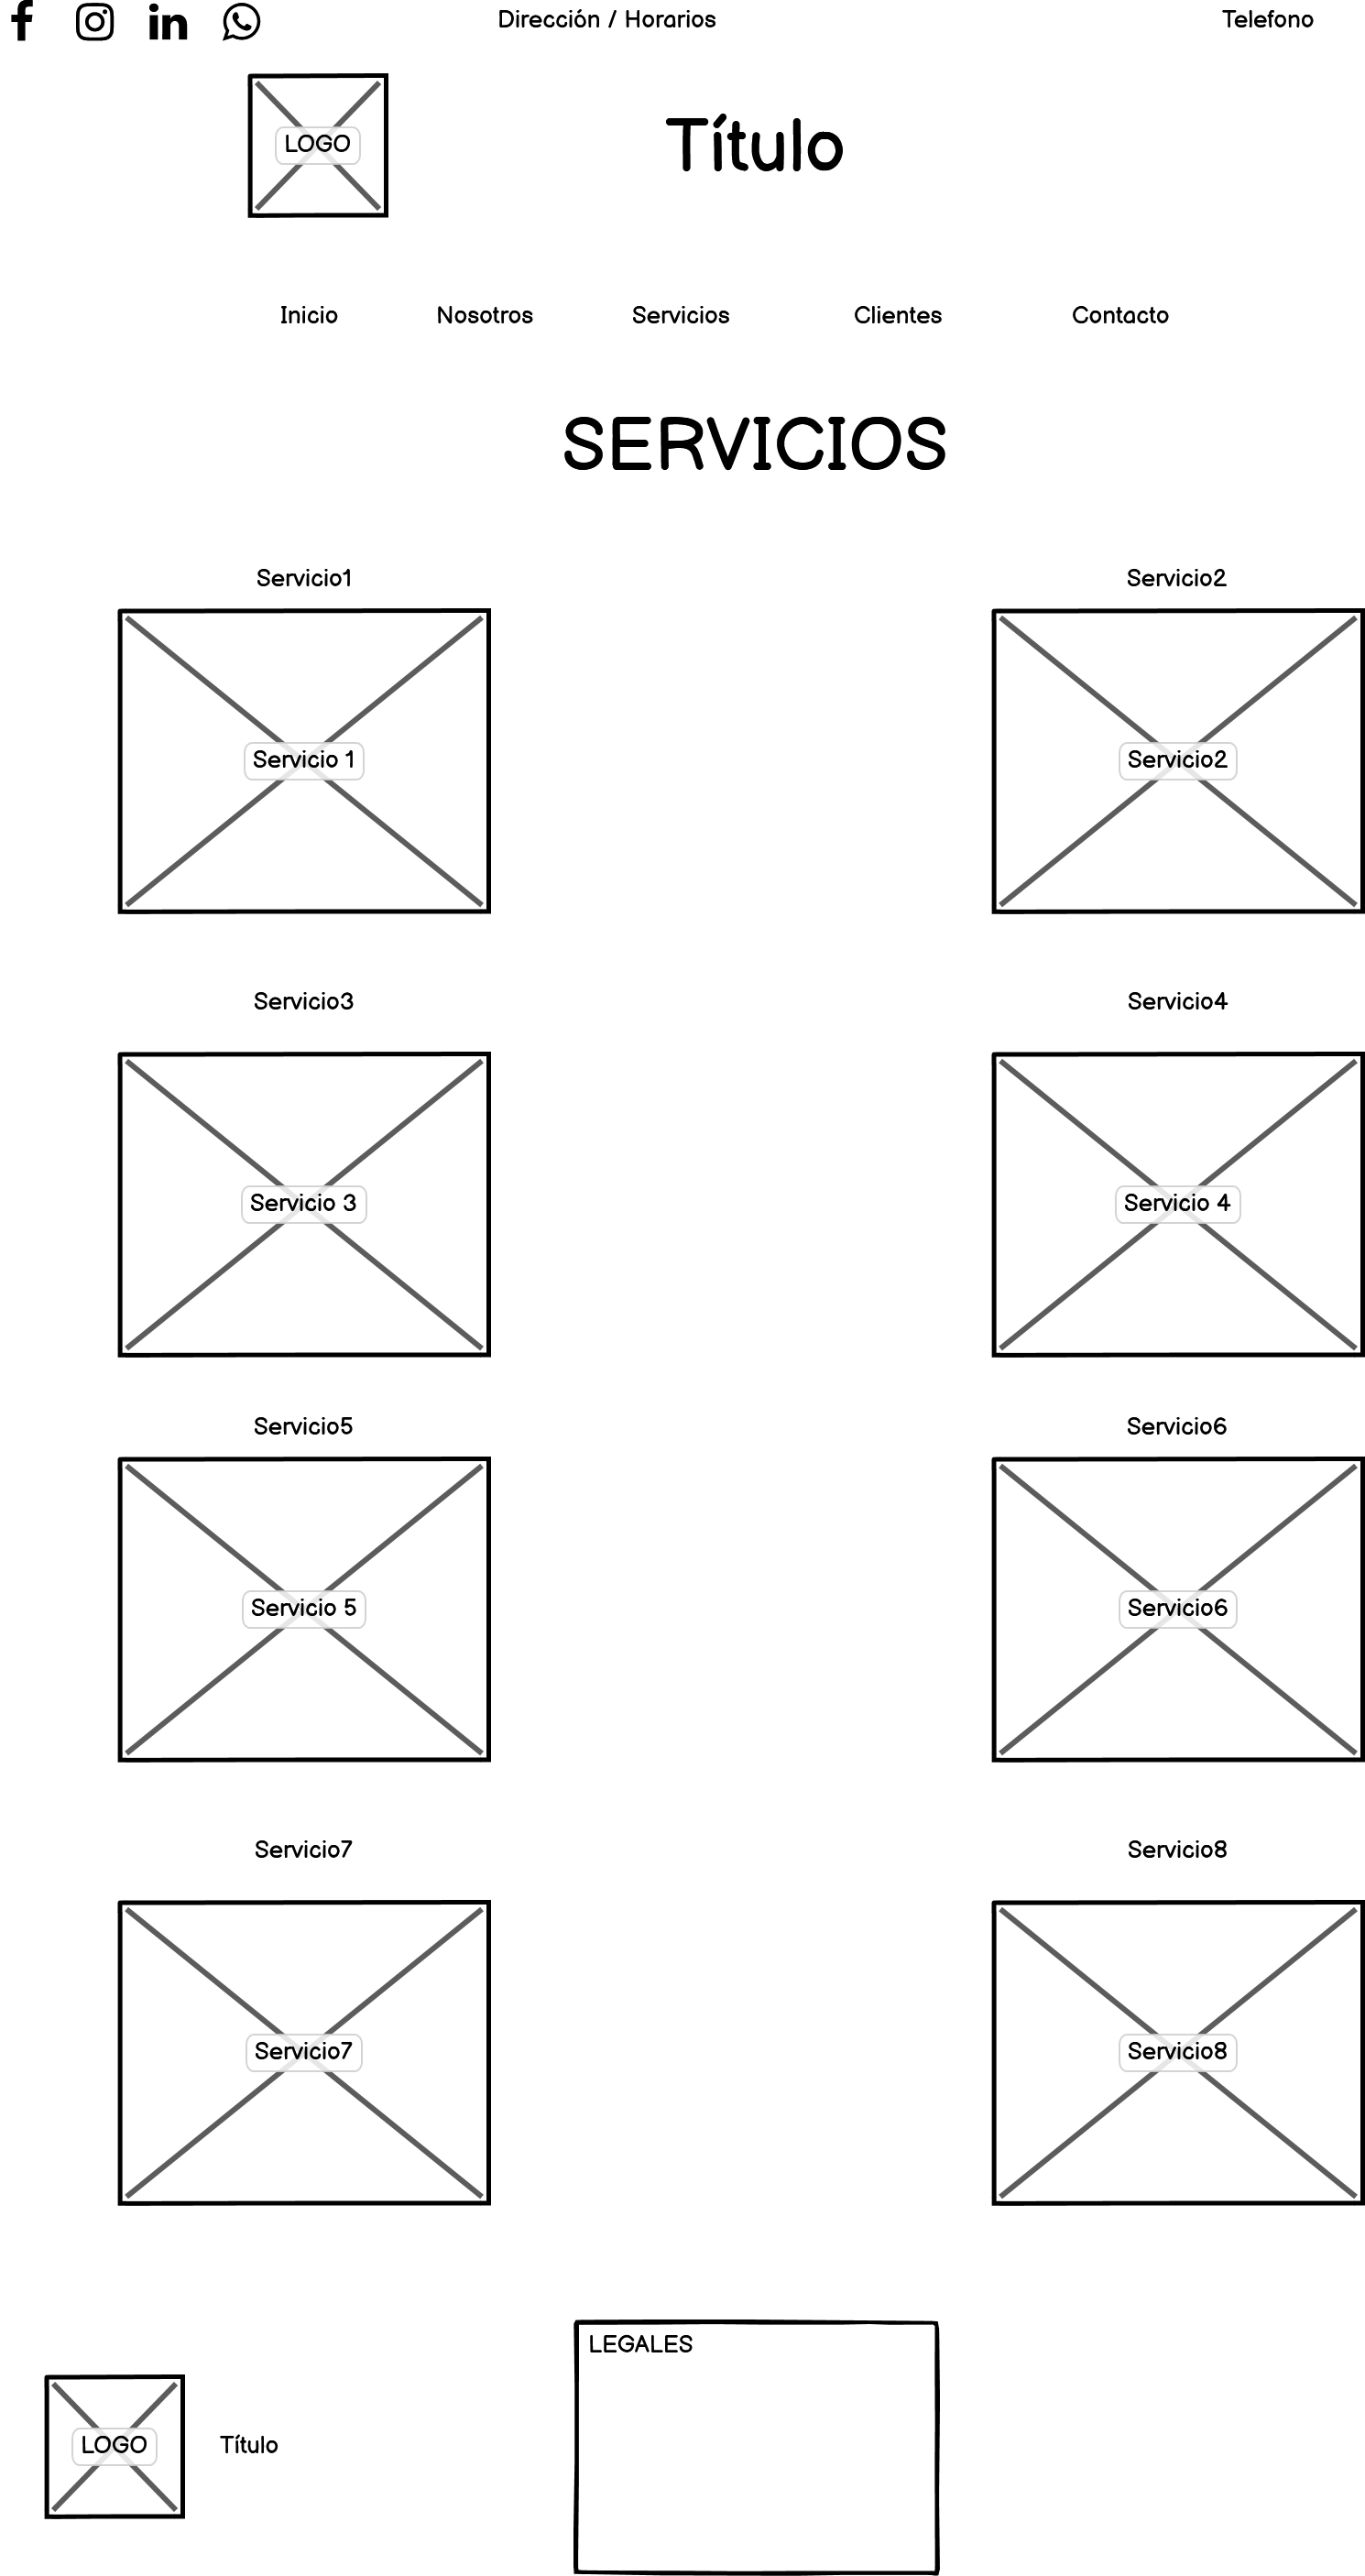 Dirección / Horarios
Telefono
LOGO
Título
Inicio Nosotros Servicios Clientes Contacto
SERVICIOS
Servicio1
Servicio2
Servicio 1
Servicio2
Servicio3
Servicio4
Servicio 3
Servicio 4
Servicio5
Servicio6
Servicio 5
Servicio6
Servicio7
Servicio8
Servicio7
Servicio8
LEGALES
LOGO
Título